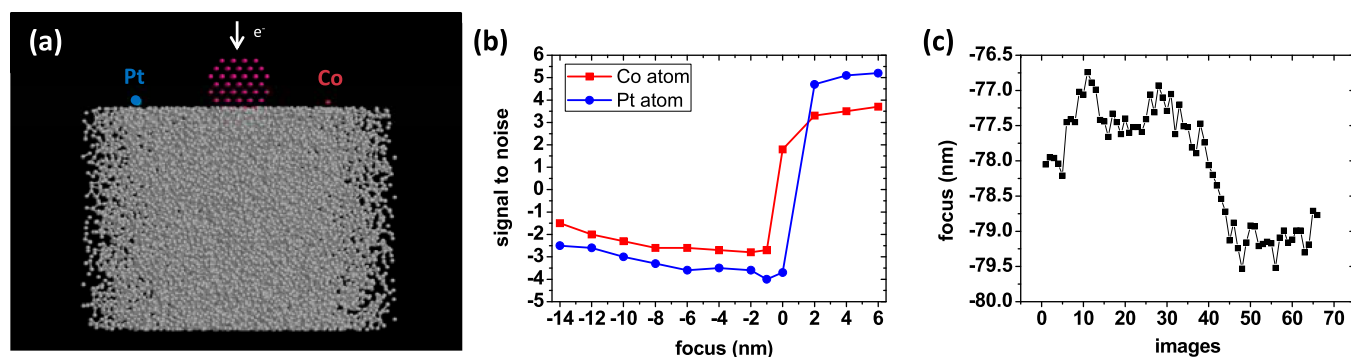 (a)
e-
Pt
Co
(b)
signal to noise
6
5
4
3
2
1
0
-1
-2
-3
-4
-5
Co atom
Pt atom
-14 -12 -10 -8 -6 -4 -2 0 2 4 6
focus (nm)
(c)
focus (nm)
-76.5
-77.0
-77.5
-78.0
-78.5
-79.0
-79.5
-80.0
0 10 20 30 40 50 60 70
images